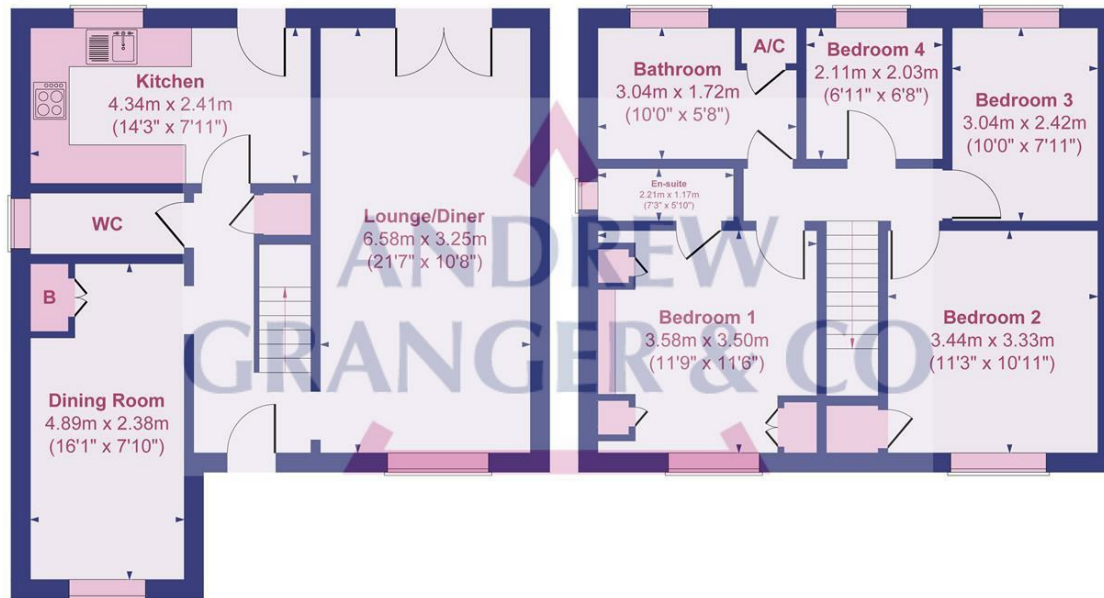 Kitchen
4.34m x 2.41m
(14'3" x 7'11")
WC
B
Dining Room
4.89m x 2.38m
(16'1" x 7'10")
Lounge/Diner
6.58m x 3.25m
(21'7" x 10'8")
Bathroom
3.04m x 1.72m
(10'0" x 5'8")
A/C
Bedroom 4
2.11m x 2.03m
(6'11" x 6'8")
Bedroom 3
3.04m x 2.42m
(10'0" x 7'11")
En-suite
2.21m x 1.17m
(7'3" x 5'10")
Bedroom 1
3.58m x 3.50m
(11'9" x 11'6")
Bedroom 2
3.44m x 3.33m
(11'3" x 10'11")
ANDREW
GRANGER & CO